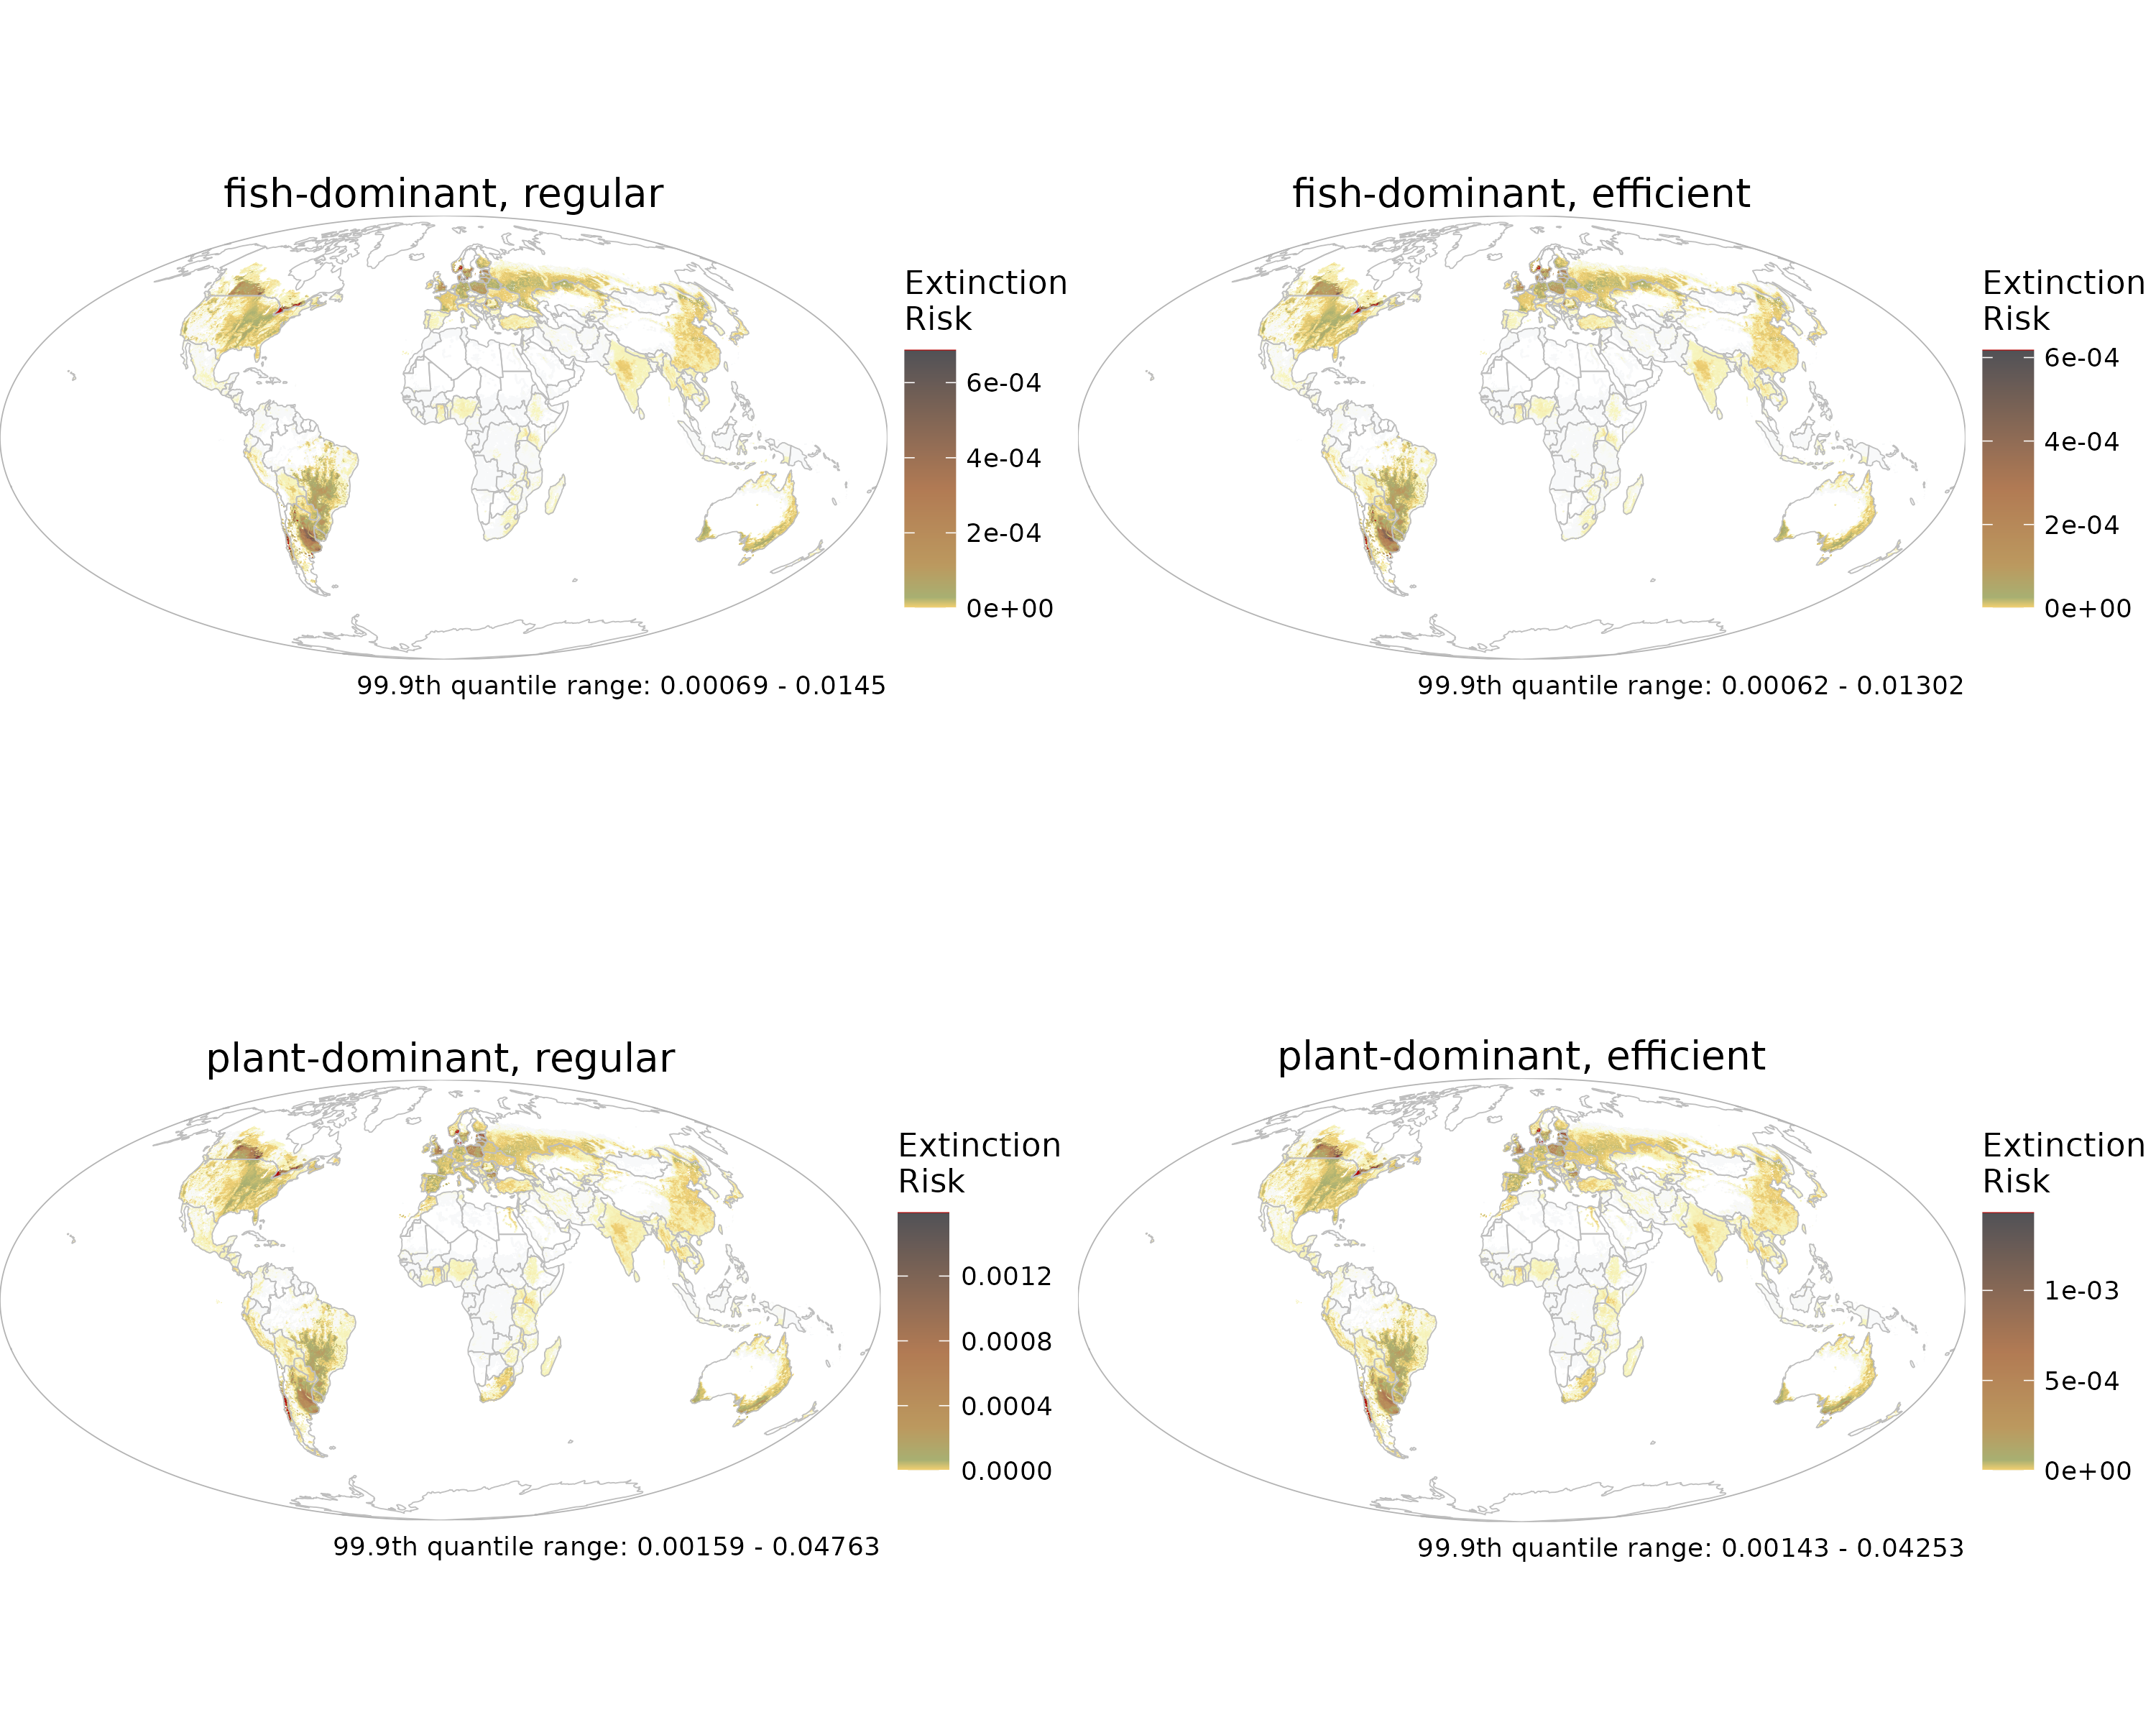 fish-dominant, regular
Extinction
Risk
6e-04
4e-04
2e-04
0e+00
99.9th quantile range: 0.00069 - 0.0145
fish-dominant, efficient
Extinction
Risk
6e-04
4e-04
2e-04
0e+00
99.9th quantile range: 0.00062 - 0.01302
plant-dominant, regular
Extinction
Risk
0.0012
0.0008
0.0004
0.0000
99.9th quantile range: 0.00159 - 0.04763
plant-dominant, efficient
Extinction
Risk
1e-03
5e-04
0e+00
99.9th quantile range: 0.00143 - 0.04253